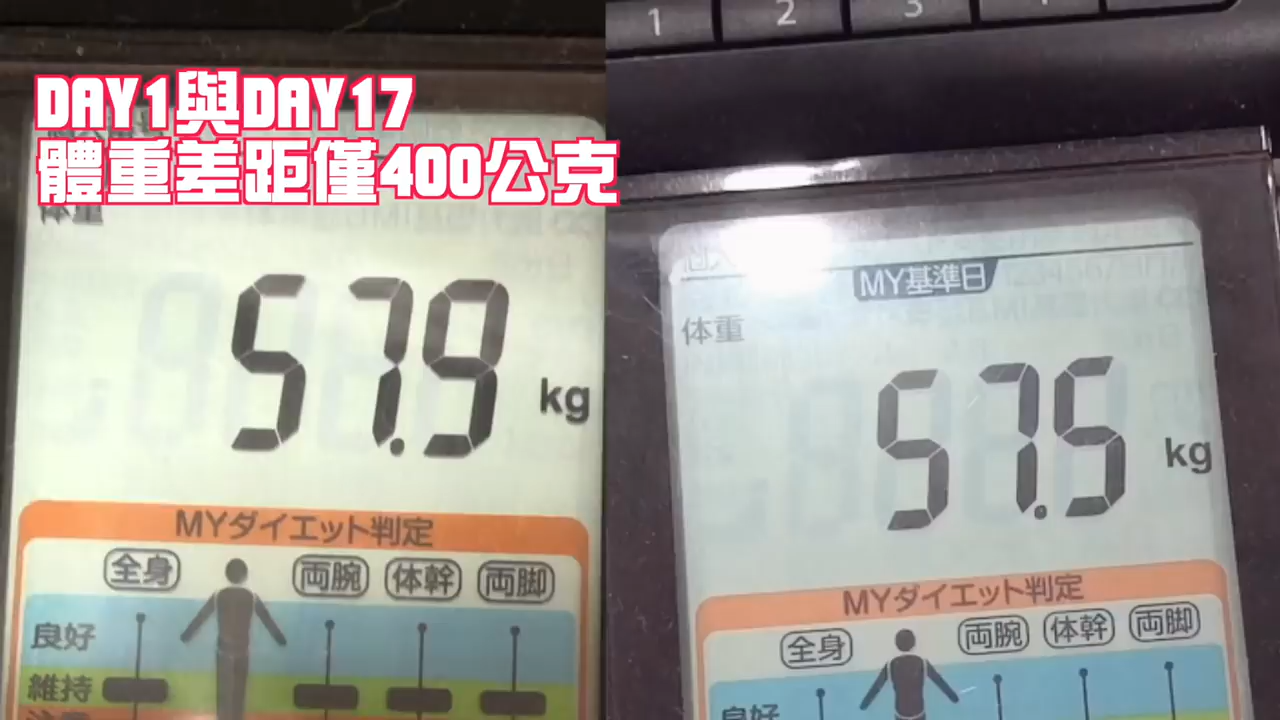 DAY1與DAY17
體重差距僅400公克
体重
57.9
kg
MYダイエット判定
全身
両腕
体幹
両脚
良好
維持
1
2
3
MY基準日
体重
57.5
kg
MYダイエット判定
全身
両腕
体幹
両脚
良好